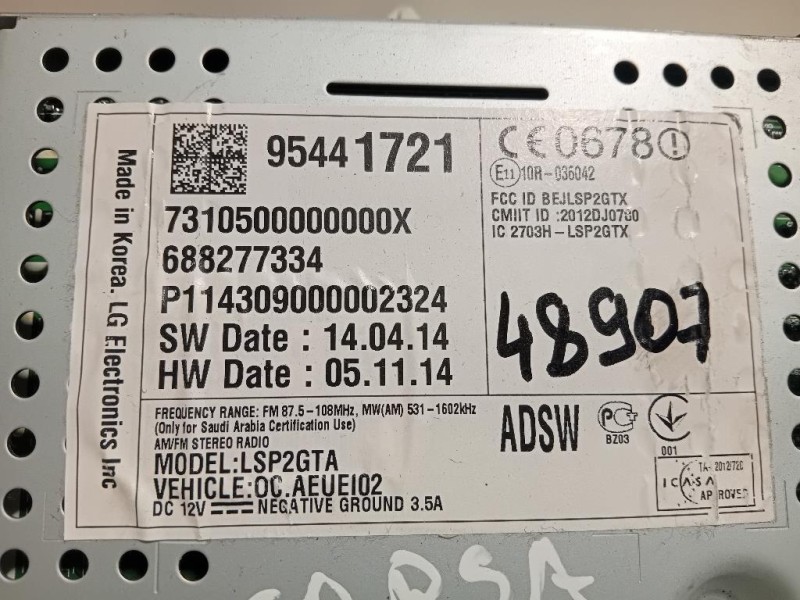 Made in Korea. LG Electronics Inc
95441721
7310500000000X
688277334
P114309000002324
SW Date : 14.04.14
HW Date : 05.11.14
CE0678
E11 10R-036042
FCC ID BEJLSP2GTX
CMIIT ID :2012DJ0780
IC 2703H-LSP2GTX
48907
FREQUENCY RANGE: FM 87.5-108MHz, MW(AM) 531-1602kHz
(Only for Saudi Arabia Certification Use)
AM/FM STEREO RADIO
MODEL:LSP2GTA
VEHICLE:OC.AEUEI02
DC 12V NEGATIVE GROUND 3.5A
ADSW
BZ03
001
TA-2012/720
ICASA
APPROVED